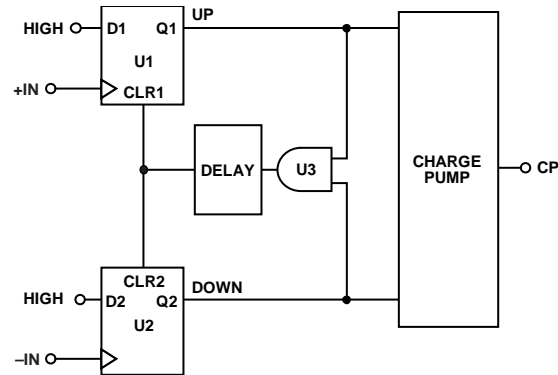 UP
HIGH
D1
Q1
U1
+IN
CLR1
DELAY
U3
CHARGE
PUMP
CP
CLR2
DOWN
HIGH
D2
Q2
U2
–IN